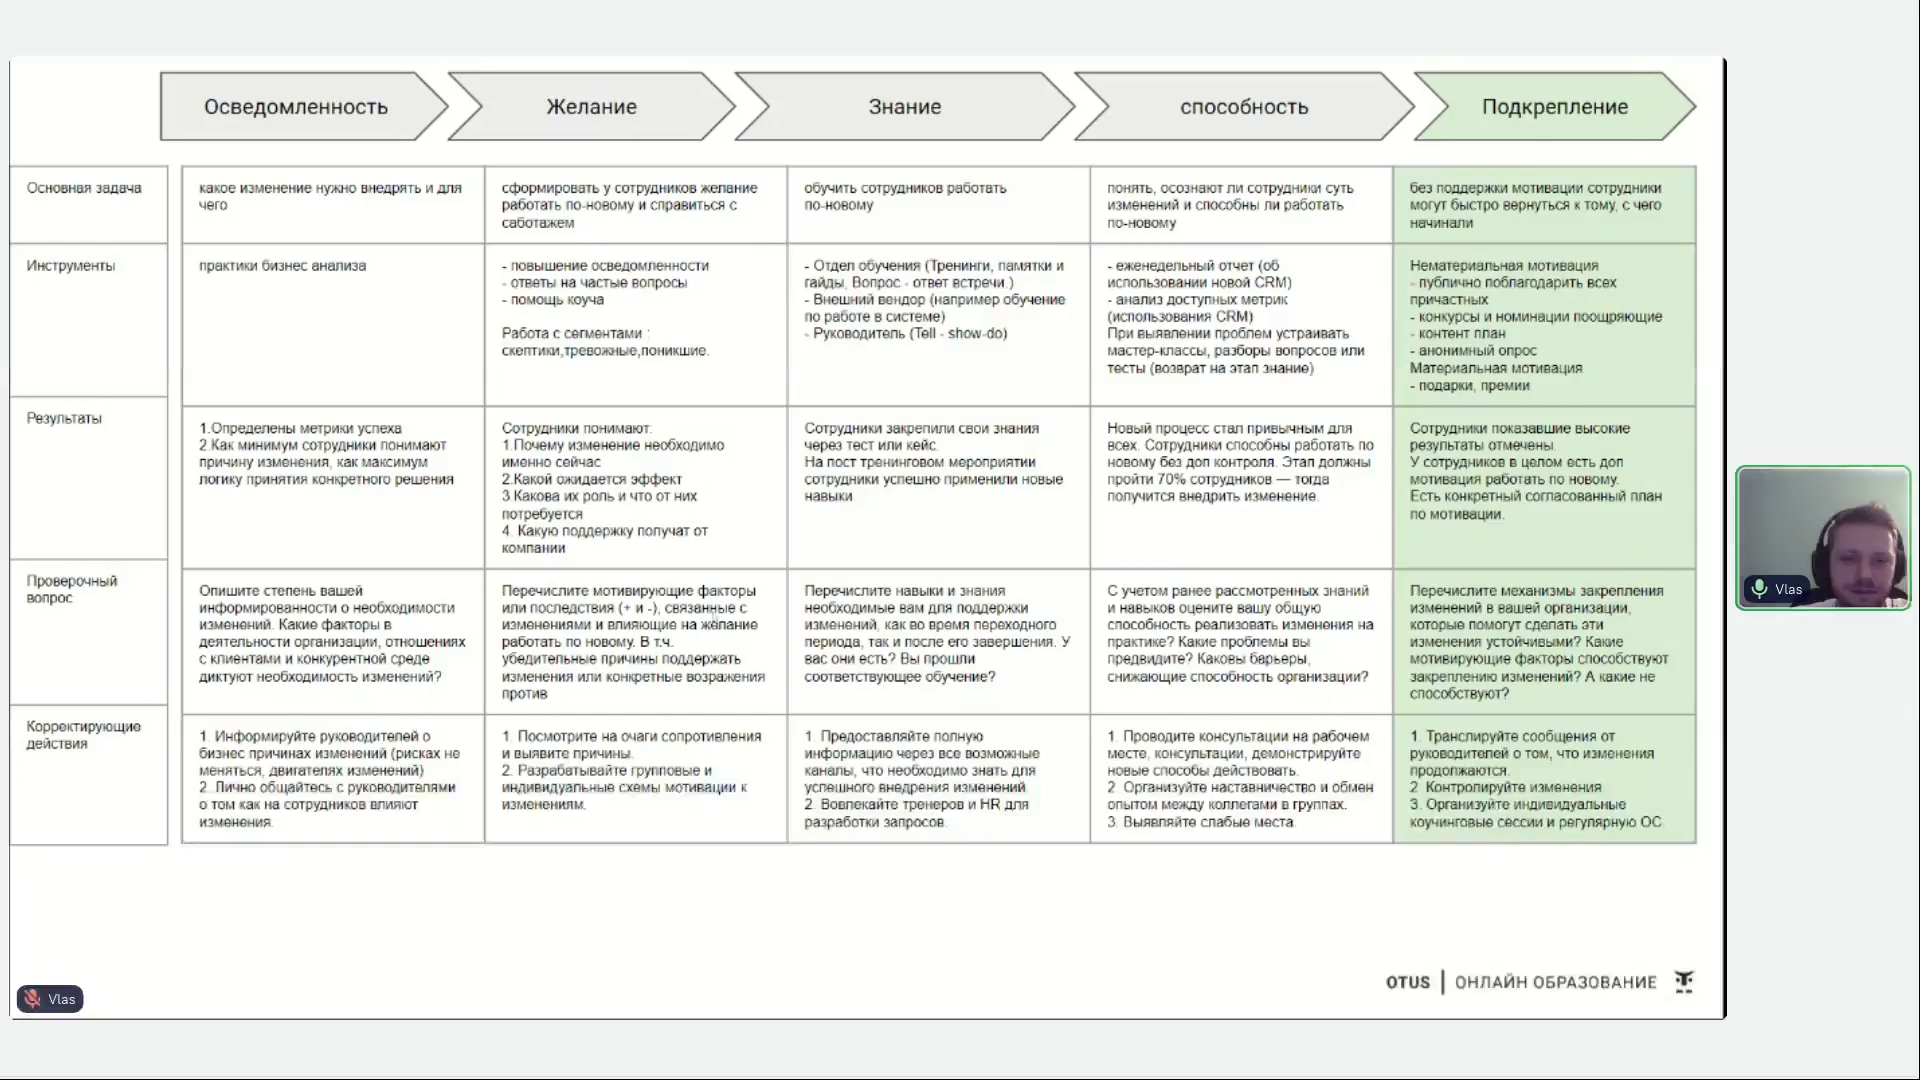 Осведомленность
Желание
Знание
способность
Подкрепление
Основная задача
какое изменение нужно внедрять и для
чего
сформировать у сотрудников желание
работать по-новому и справиться с
саботажем
обучить сотрудников работать
по-новому
понять, осознают ли сотрудники суть
изменений и способны ли работать
по-новому
без поддержки мотивации сотрудники
могут быстро вернуться к тому, с чего
начинали
Инструменты
практики бизнес анализа
- повышение осведомленности
- ответы на частые вопросы
- помощь коуча
Работа с сегментами :
скептики,тревожные,поникшие.
- Отдел обучения (Тренинги, памятки и
гайды, Вопрос - ответ встречи.)
- Внешний вендор (например обучение
по работе в системе)
- Руководитель (Tell - show-do)
- еженедельный отчет (об
использовании новой CRM)
- анализ доступных метрик
(использования CRM)
При выявлении проблем устраивать
мастер-классы, разборы вопросов или
тесты (возврат на этап знание)
Нематериальная мотивация
- публично поблагодарить всех
причастных
- конкурсы и номинации поощряющие
- контент план
- анонимный опрос
Материальная мотивация
- подарки, премии
Результаты
1.Определены метрики успеха
2.Как минимум сотрудники понимают
причину изменения, как максимум
логику принятия конкретного решения
Сотрудники понимают:
1.Почему изменение необходимо
именно сейчас
2.Какой ожидается эффект
3.Какова их роль и что от них
потребуется
4. Какую поддержку получат от
компании
Сотрудники закрепили свои знания
через тест или кейс.
На пост тренинговом мероприятии
сотрудники успешно применили новые
навыки
Новый процесс стал привычным для
всех. Сотрудники способны работать по
новому без доп контроля. Этап должны
пройти 70% сотрудников — тогда
получится внедрить изменение.
Сотрудники показавшие высокие
результаты отмечены.
У сотрудников в целом есть доп
мотивация работать по новому.
Есть конкретный согласованный план
по мотивации.
Проверочный
вопрос
Опишите степень вашей
информированности о необходимости
изменений. Какие факторы в
деятельности организации, отношениях
с клиентами и конкурентной среде
диктуют необходимость изменений?
Перечислите мотивирующие факторы
или последствия (+ и -), связанные с
изменениями и влияющие на желание
работать по новому. В т.ч.
убедительные причины поддержать
изменения или конкретные возражения
против
Перечислите навыки и знания
необходимые вам для поддержки
изменений, как во время переходного
периода, так и после его завершения. У
вас они есть? Вы прошли
соответствующее обучение?
С учетом ранее рассмотренных знаний
и навыков оцените вашу общую
способность реализовать изменения на
практике? Какие проблемы вы
предвидите? Каковы барьеры,
снижающие способность организации?
Перечислите механизмы закрепления
изменений в вашей организации,
которые помогут сделать эти
изменения устойчивыми? Какие
мотивирующие факторы способствуют
закреплению изменений? А какие не
способствуют?
Корректирующие
действия
1. Информируйте руководителей о
бизнес причинах изменений (рисках не
меняться, двигателях изменений)
2. Лично общайтесь с руководителями
о том как на сотрудников влияют
изменения.
1. Посмотрите на очаги сопротивления
и выявите причины.
2. Разрабатывайте групповые и
индивидуальные схемы мотивации к
изменениям.
1. Предоставляйте полную
информацию через все возможные
каналы, что необходимо знать для
успешного внедрения изменений.
2. Вовлекайте тренеров и HR для
разработки запросов.
1. Проводите консультации на рабочем
месте, консультации, демонстрируйте
новые способы действовать.
2. Организуйте наставничество и обмен
опытом между коллегами в группах.
3. Выявляйте слабые места.
1. Транслируйте сообщения от
руководителей о том, что изменения
продолжаются.
2. Контролируйте изменения
3. Организуйте индивидуальные
коучинговые сессии и регулярную ОС.
Vlas
OTUS | ОНЛАЙН ОБРАЗОВАНИЕ
Vlas